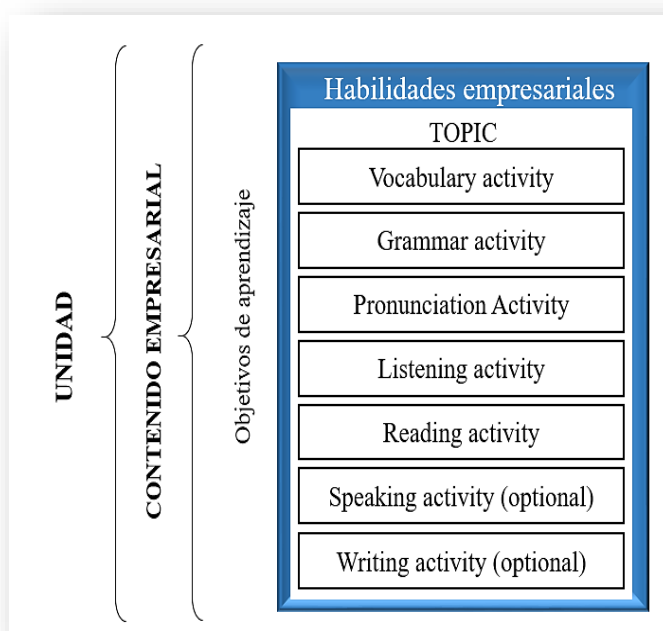 UNIDAD
CONTENIDO EMPRESARIAL
Objetivos de aprendizaje
Habilidades empresariales
TOPIC
Vocabulary activity
Grammar activity
Pronunciation Activity
Listening activity
Reading activity
Speaking activity (optional)
Writing activity (optional)